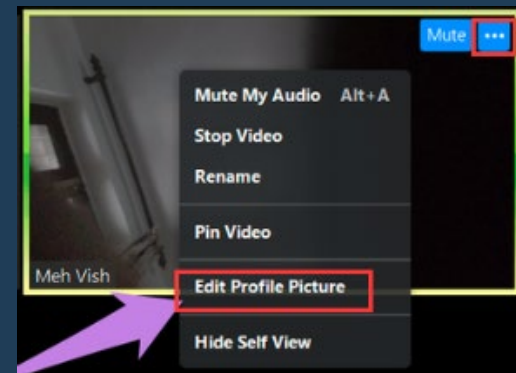 Mute ...
Mute My Audio Alt+A
Stop Video
Rename
Pin Video
Meh Vish
Edit Profile Picture
Hide Self View